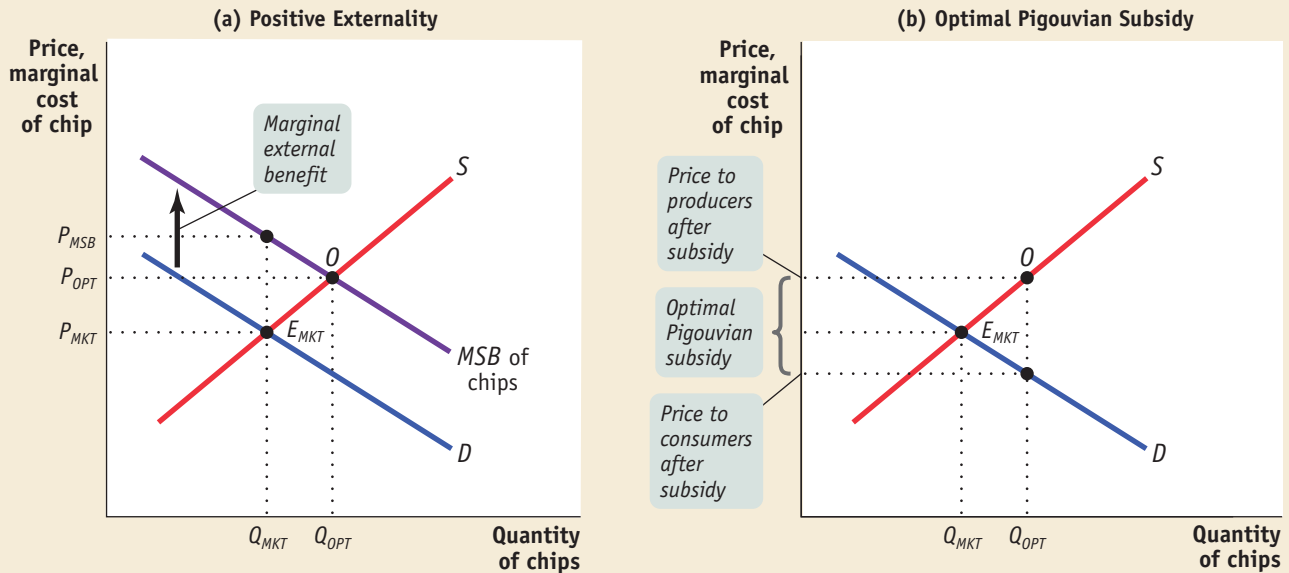 (a) Positive Externality
Price,
marginal
cost
of chip
Marginal
external
benefit
S
P_MSB
O
P_OPT
P_MKT
E_MKT
MSB of
chips
D
Q_MKT
Q_OPT
Quantity
of chips
(b) Optimal Pigouvian Subsidy
Price,
marginal
cost
of chip
Price to
producers
after
subsidy
S
O
Optimal
Pigouvian
subsidy
E_MKT
Price to
consumers
after
subsidy
D
Q_MKT
Q_OPT
Quantity
of chips